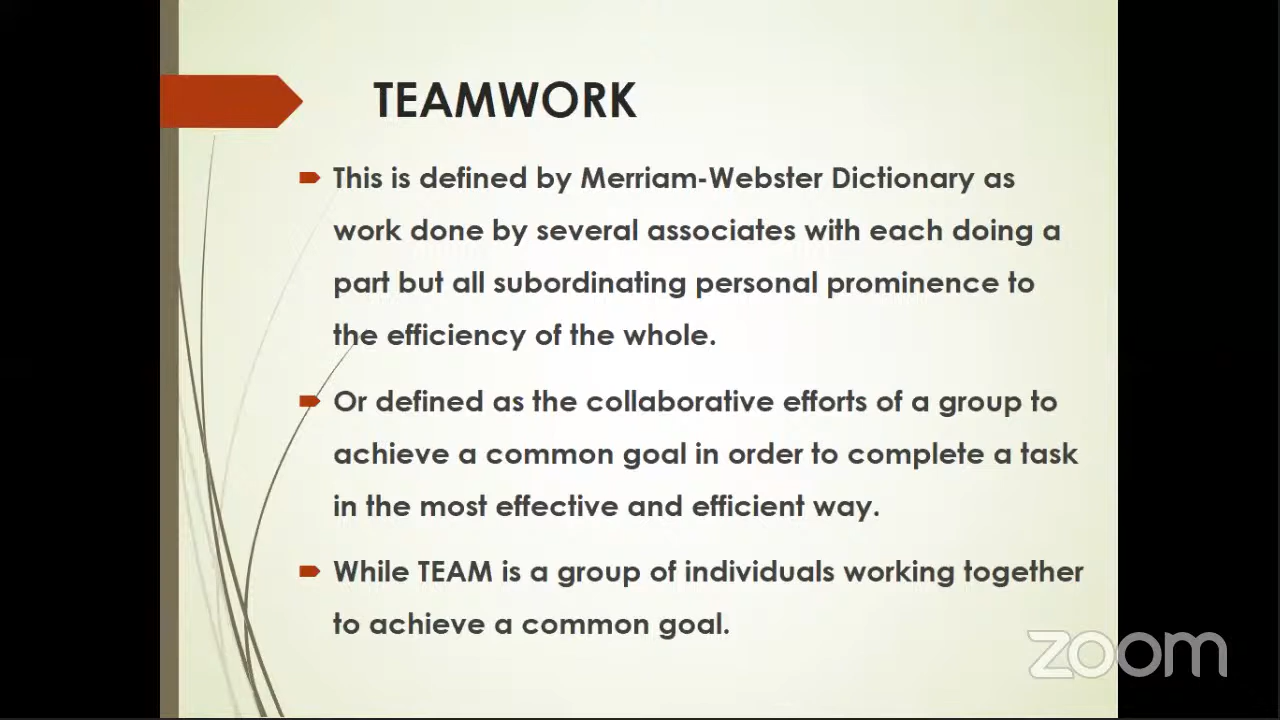 TEAMWORK
This is defined by Merriam-Webster Dictionary as
work done by several associates with each doing a
part but all subordinating personal prominence to
the efficiency of the whole.
Or defined as the collaborative efforts of a group to
achieve a common goal in order to complete a task
in the most effective and efficient way.
While TEAM is a group of individuals working together
to achieve a common goal.
zoom